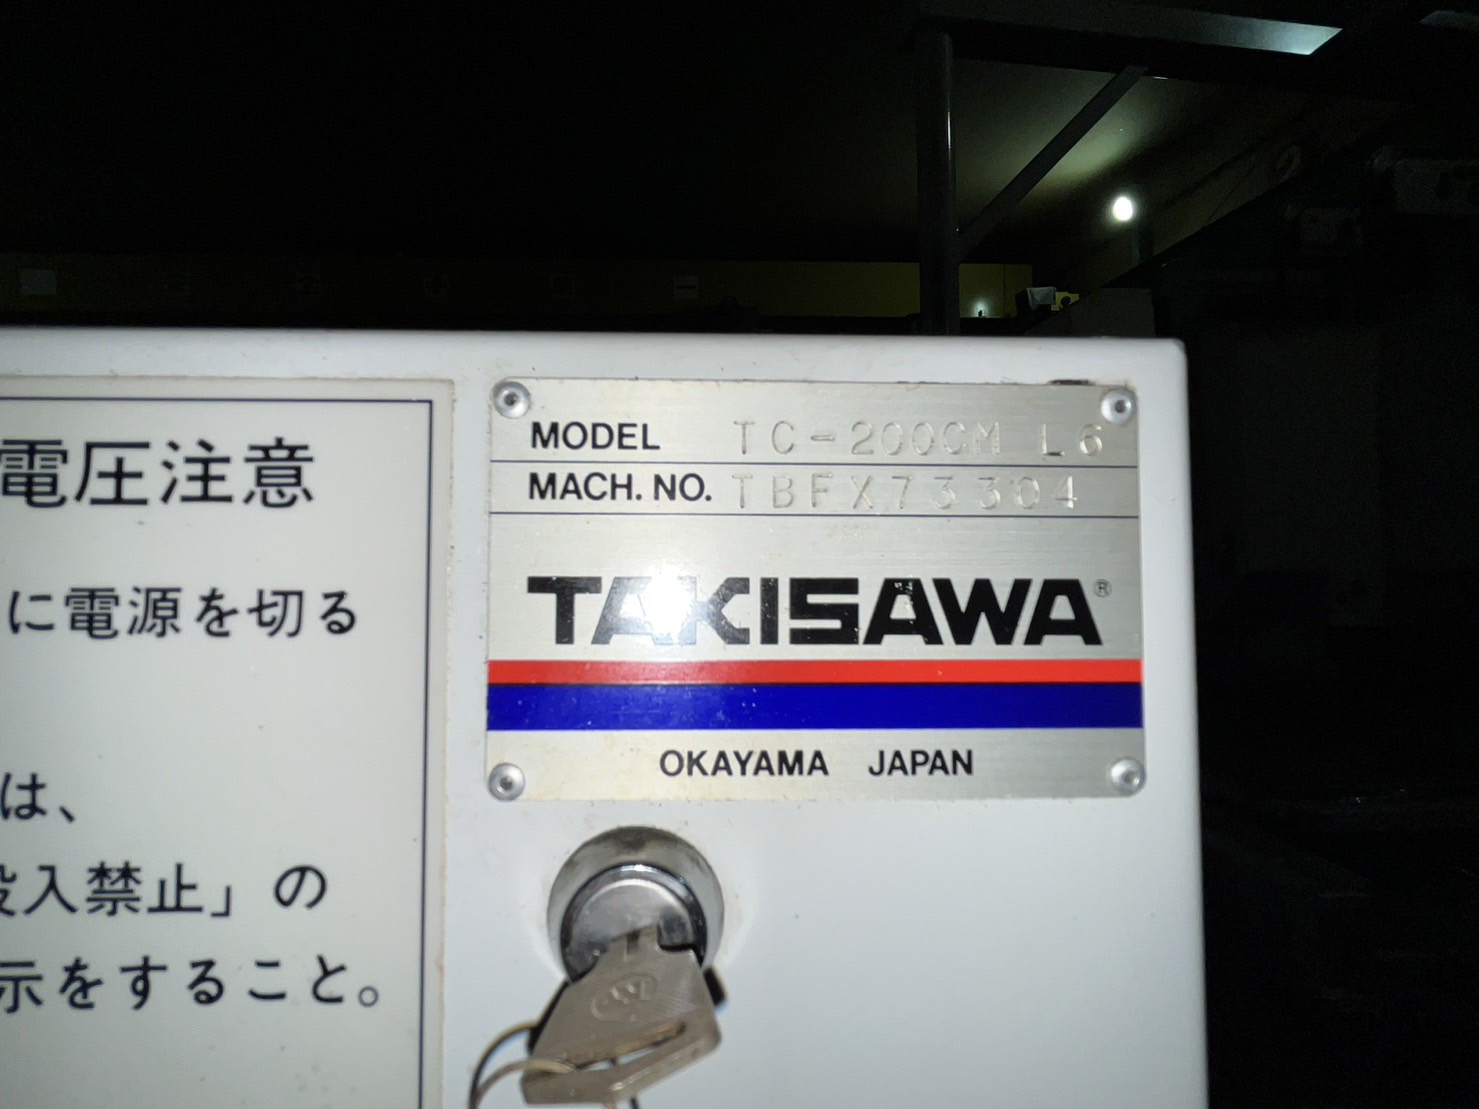 電圧注意
に電源を切る
は、
投入禁止」の
示をすること。
MODEL TC-200CM L6
MACH. NO. TBFX73304
TAKISAWA®
OKAYAMA JAPAN